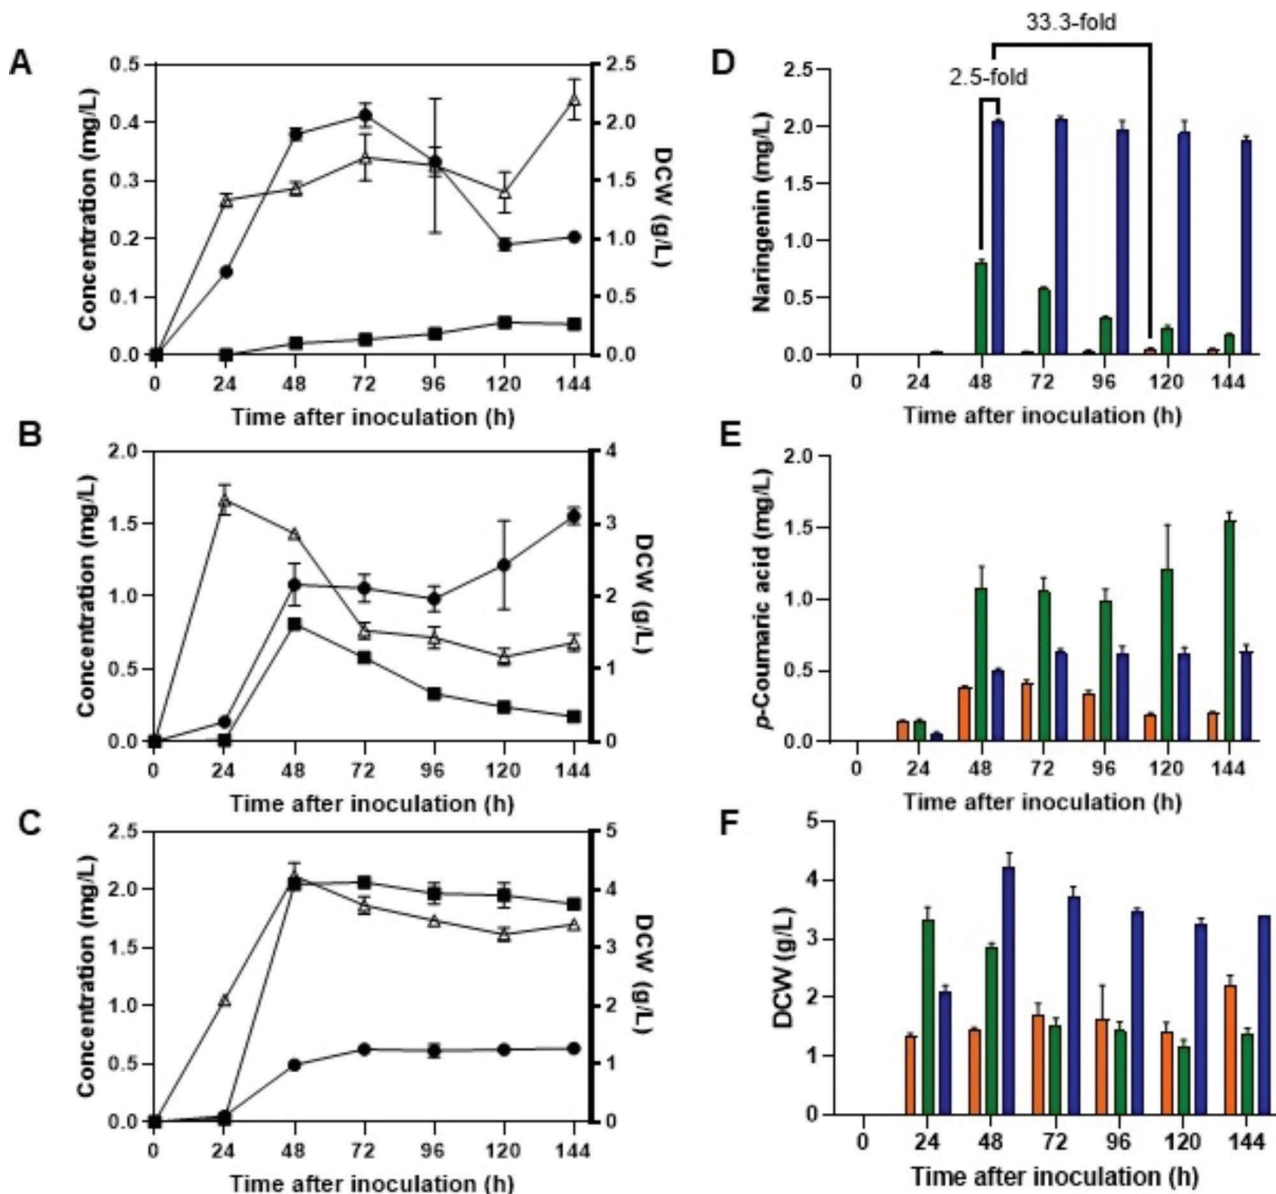 A
0.5
0.4
0.3
0.2
0.1
0.0
Concentration (mg/L)
2.5
2.0
1.5
1.0
0.5
0.0
DCW (g/L)
0 24 48 72 96 120 144
Time after inoculation (h)
B
2.0
1.5
1.0
0.5
0.0
Concentration (mg/L)
4
3
2
1
0
DCW (g/L)
0 24 48 72 96 120 144
Time after inoculation (h)
C
2.5
2.0
1.5
1.0
0.5
0.0
Concentration (mg/L)
5
4
3
2
1
0
DCW (g/L)
0 24 48 72 96 120 144
Time after inoculation (h)
D
33.3-fold
2.5-fold
2.5
2.0
1.5
1.0
0.5
0.0
Naringenin (mg/L)
0 24 48 72 96 120 144
Time after inoculation (h)
E
2.0
1.5
1.0
0.5
0.0
p-Coumaric acid (mg/L)
0 24 48 72 96 120 144
Time after inoculation (h)
F
5
4
3
2
1
0
DCW (g/L)
0 24 48 72 96 120 144
Time after inoculation (h)